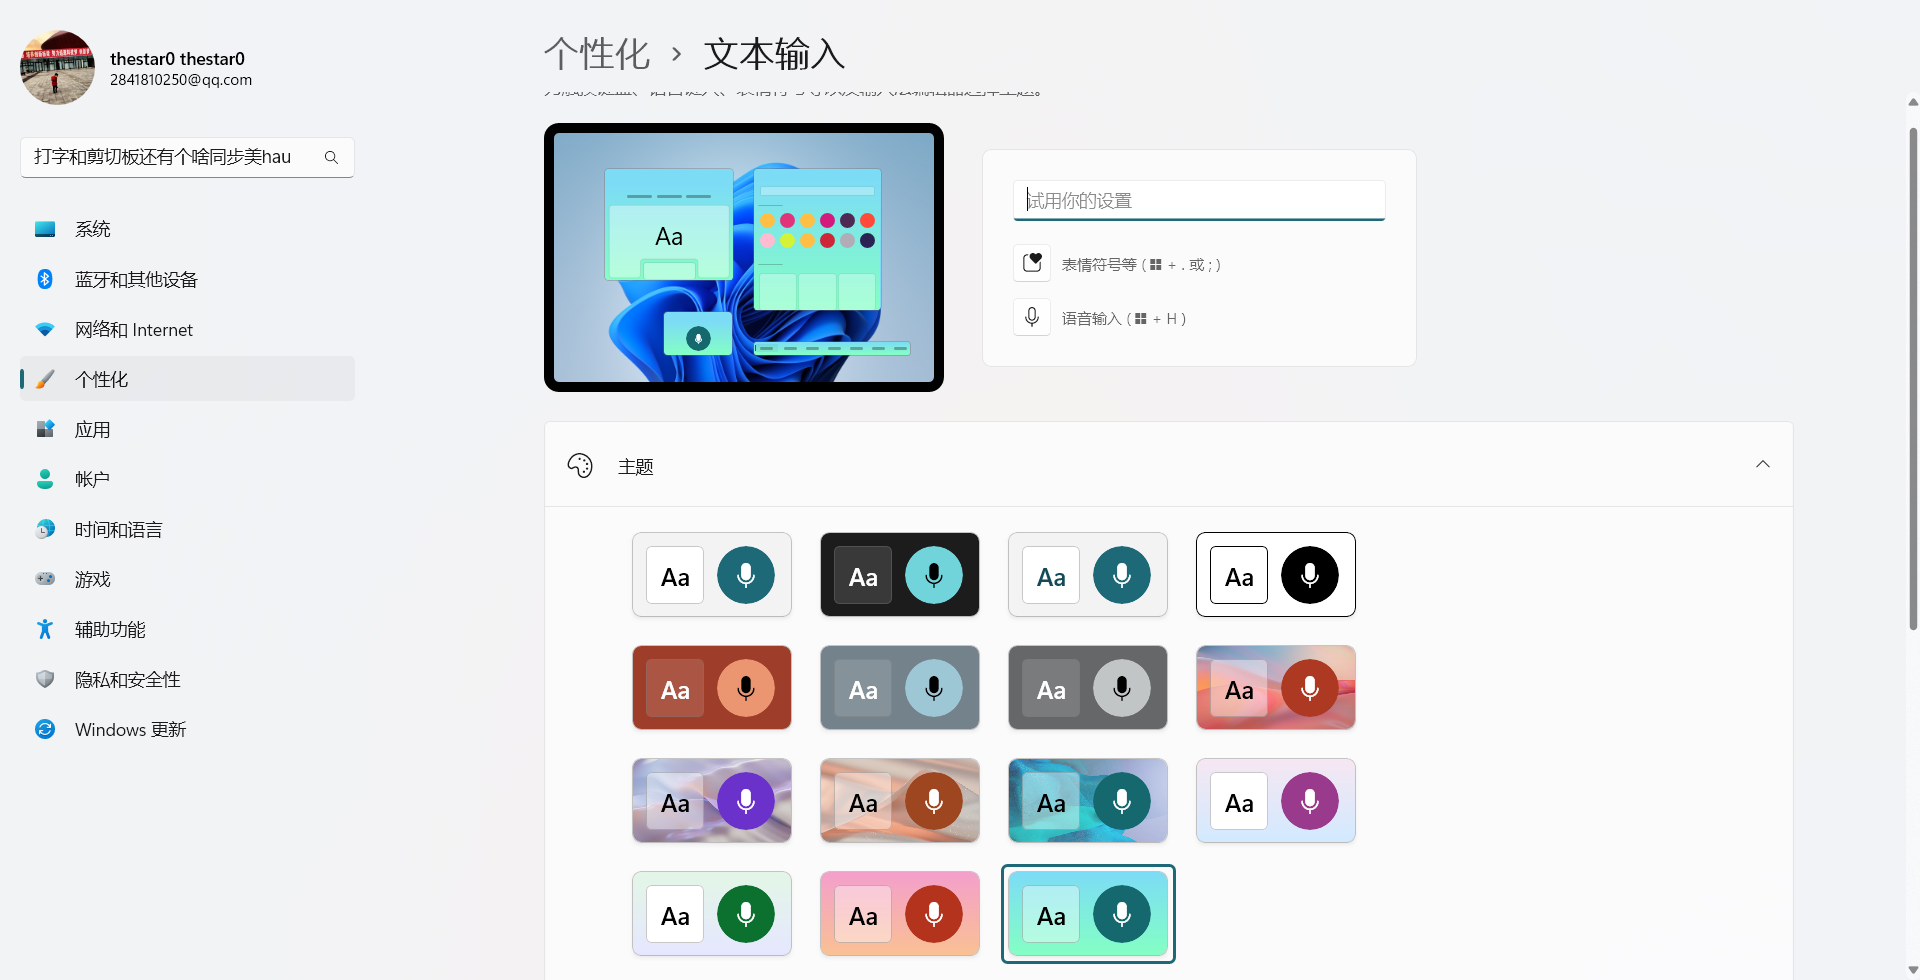 thestar0 thestar0
2841810250@qq.com
打字和剪切板还有个啥同步美hau
系统
蓝牙和其他设备
网络和 Internet
个性化
应用
帐户
时间和语言
游戏
辅助功能
隐私和安全性
Windows 更新
个性化 › 文本输入
Aa
试用你的设置
表情符号等 ( + . 或 ; )
语音输入 ( + H )
主题
Aa Aa Aa Aa
Aa Aa Aa Aa
Aa Aa Aa Aa
Aa Aa Aa